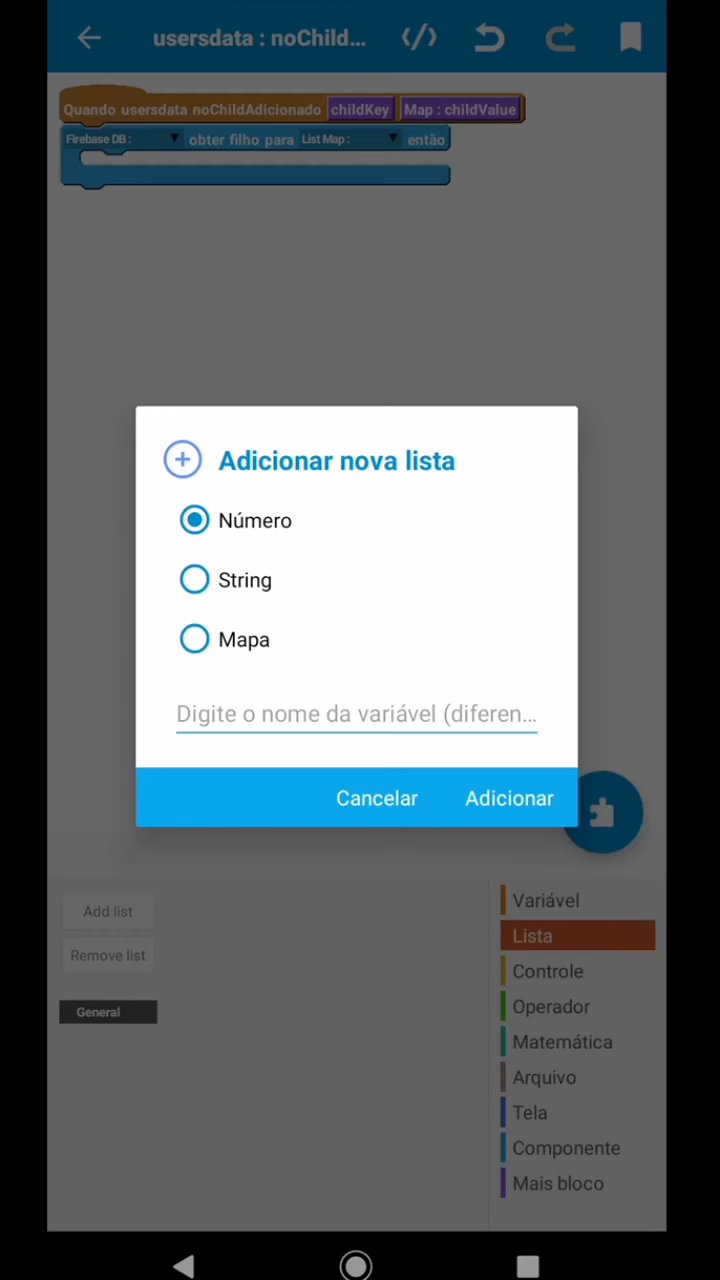 usersdata : noChild...
Quando usersdata noChildAdicionado childKey Map : childValue
Firebase DB : obter filho para List Map : então
Adicionar nova lista
Número
String
Mapa
Digite o nome da variável (diferen...
Cancelar Adicionar
Add list
Remove list
General
Variável
Lista
Controle
Operador
Matemática
Arquivo
Tela
Componente
Mais bloco